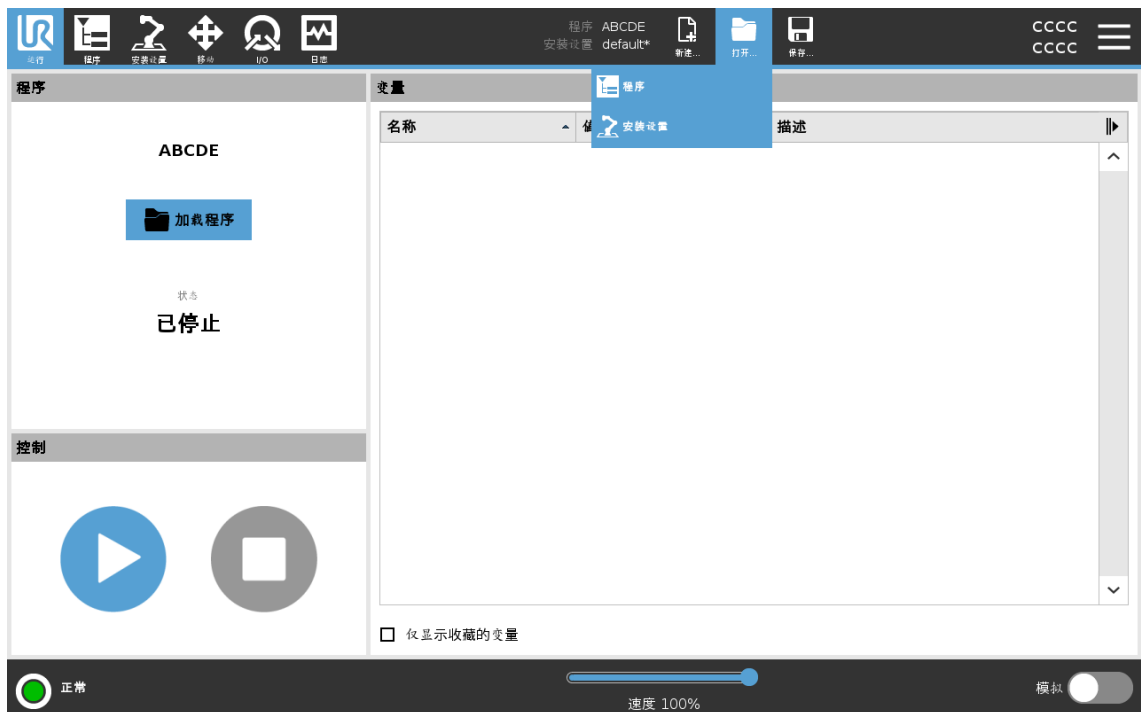 程序 ABCDE
安装设置 default*
运行
程序
安装设置
移动
I/O
日志
新建...
打开...
保存...
CCCC
CCCC
程序
安装设置
程序
ABCDE
加载程序
状态
已停止
控制
变量
名称
描述
仅显示收藏的变量
正常
速度 100%
模拟